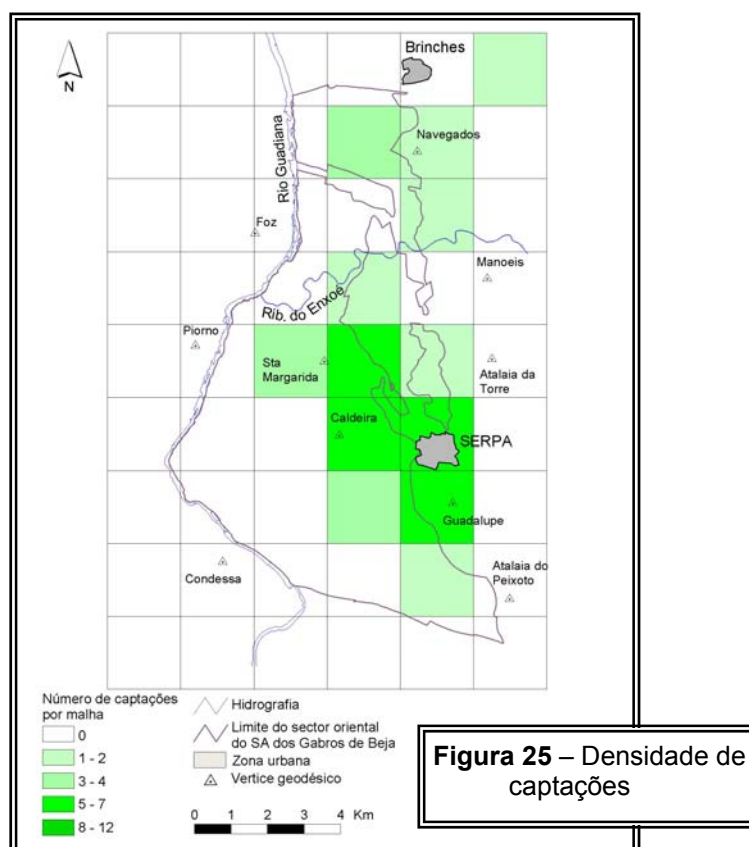 N
Brinches
Rio Guadiana
Navegados
Foz
Manoeis
Rib. do Enxoé
Piorno
Sta
Margarida
Atalaia da
Torre
Caldeira
SERPA
Guadalupe
Condessa
Atalaia do
Peixoto
Número de captações
por malha
0
1 - 2
3 - 4
5 - 7
8 - 12
Hidrografia
Limite do sector oriental
do SA dos Gabros de Beja
Zona urbana
Vertice geodésico
0 1 2 3 4 Km
Figura 25 – Densidade de
captações